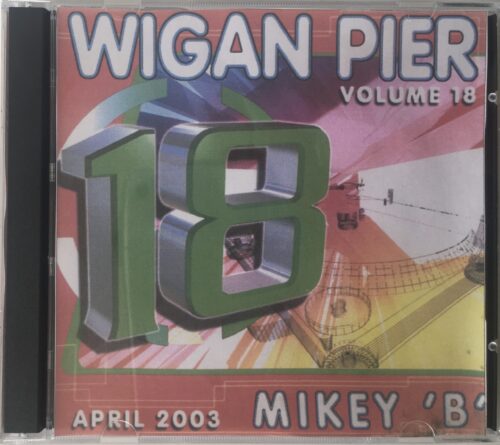 WIGAN PIER
VOLUME 18
18
APRIL 2003 MIKEY 'B'